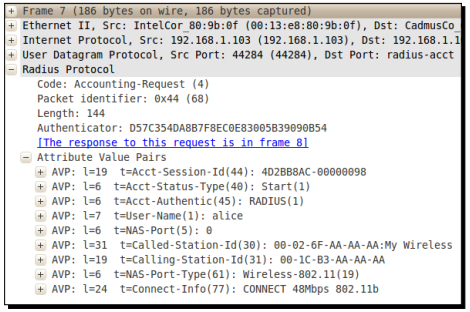 Frame 7 (186 bytes on wire, 186 bytes captured)
Ethernet II, Src: IntelCor_80:9b:0f (00:13:e8:80:9b:0f), Dst: CadmusCo_
Internet Protocol, Src: 192.168.1.103 (192.168.1.103), Dst: 192.168.1.1
User Datagram Protocol, Src Port: 44284 (44284), Dst Port: radius-acct
Radius Protocol
Code: Accounting-Request (4)
Packet identifier: 0x44 (68)
Length: 144
Authenticator: D57C354DA8B7F8EC0E83005B39090B54
[The response to this request is in frame 8]
Attribute Value Pairs
AVP: l=19 t=Acct-Session-Id(44): 4D2BB8AC-00000098
AVP: l=6 t=Acct-Status-Type(40): Start(1)
AVP: l=6 t=Acct-Authentic(45): RADIUS(1)
AVP: l=7 t=User-Name(1): alice
AVP: l=6 t=NAS-Port(5): 0
AVP: l=31 t=Called-Station-Id(30): 00-02-6F-AA-AA-AA:My Wireless
AVP: l=19 t=Calling-Station-Id(31): 00-1C-B3-AA-AA-AA
AVP: l=6 t=NAS-Port-Type(61): Wireless-802.11(19)
AVP: l=24 t=Connect-Info(77): CONNECT 48Mbps 802.11b